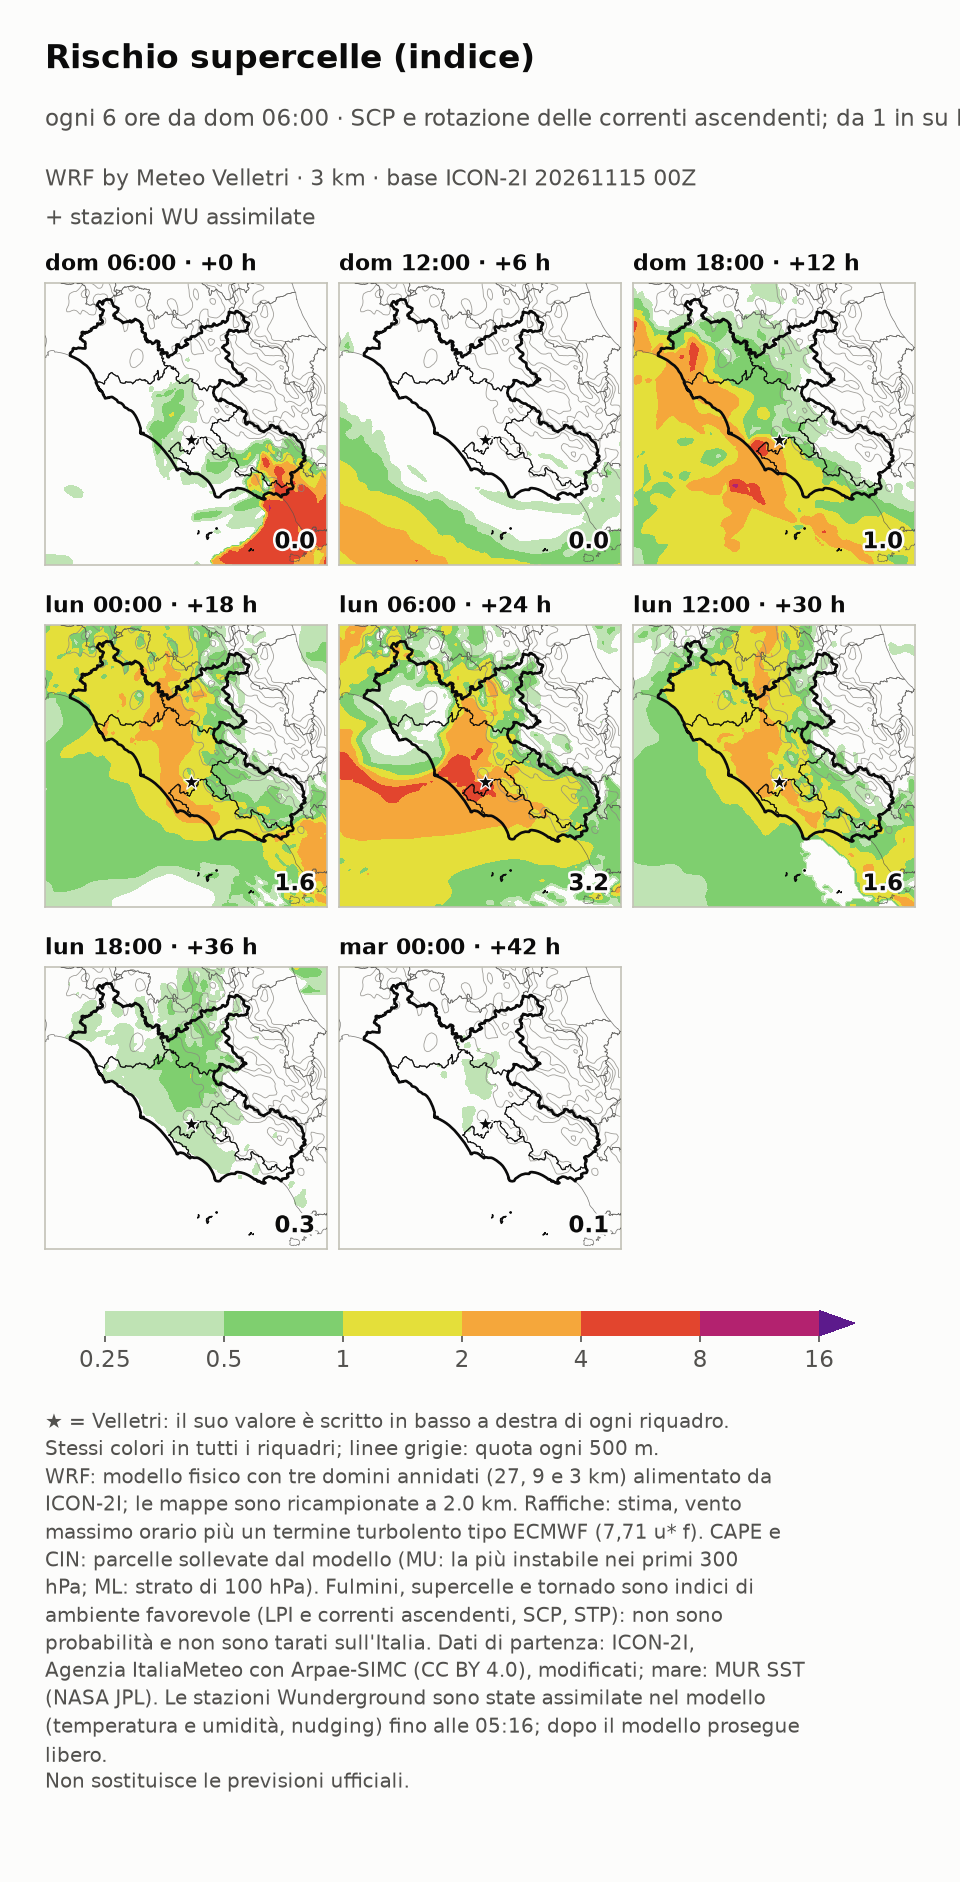 Rischio supercelle (indice)
ogni 6 ore da dom 06:00 · SCP e rotazione delle correnti ascendenti; da 1 in su
WRF by Meteo Velletri · 3 km · base ICON-2I 20261115 00Z
+ stazioni WU assimilate
dom 06:00 · +0 h
dom 12:00 · +6 h
dom 18:00 · +12 h
0.0
0.0
1.0
lun 00:00 · +18 h
lun 06:00 · +24 h
lun 12:00 · +30 h
1.6
3.2
1.6
lun 18:00 · +36 h
mar 00:00 · +42 h
0.3
0.1
0.25 0.5 1 2 4 8 16
★ = Velletri: il suo valore è scritto in basso a destra di ogni riquadro.
Stessi colori in tutti i riquadri; linee grigie: quota ogni 500 m.
WRF: modello fisico con tre domini annidati (27, 9 e 3 km) alimentato da
ICON-2I; le mappe sono ricampionate a 2.0 km. Raffiche: stima, vento
massimo orario più un termine turbolento tipo ECMWF (7,71 u* f). CAPE e
CIN: parcelle sollevate dal modello (MU: la più instabile nei primi 300
hPa; ML: strato di 100 hPa). Fulmini, supercelle e tornado sono indici di
ambiente favorevole (LPI e correnti ascendenti, SCP, STP): non sono
probabilità e non sono tarati sull'Italia. Dati di partenza: ICON-2I,
Agenzia ItaliaMeteo con Arpae-SIMC (CC BY 4.0), modificati; mare: MUR SST
(NASA JPL). Le stazioni Wunderground sono state assimilate nel modello
(temperatura e umidità, nudging) fino alle 05:16; dopo il modello prosegue
libero.
Non sostituisce le previsioni ufficiali.